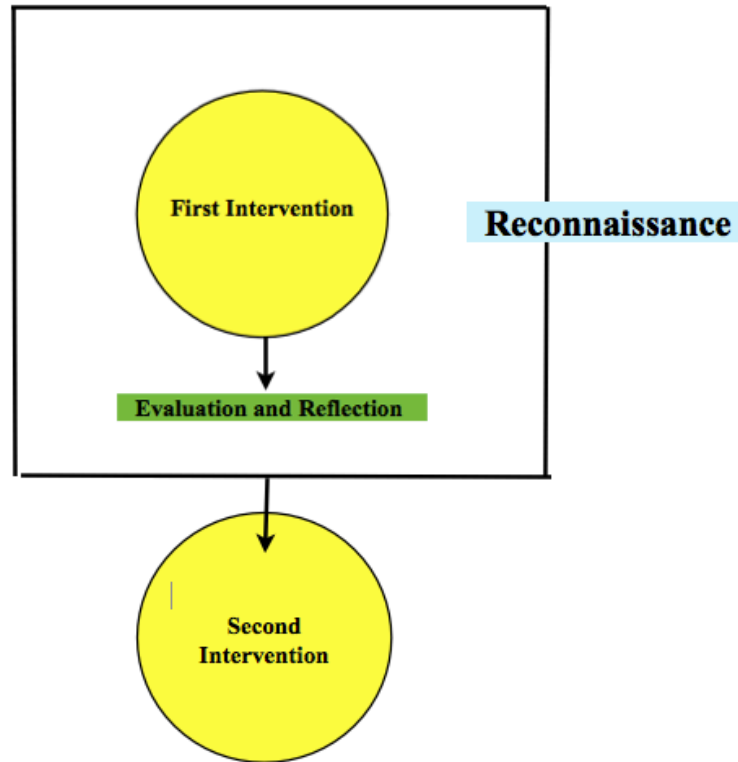 First Intervention
Reconnaissance
Evaluation and Reflection
Second
Intervention